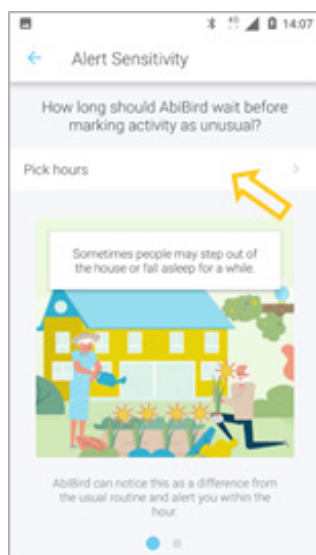 14:07
Alert Sensitivity
How long should AbiBird wait before
marking activity as unusual?
Pick hours
Sometimes people may step out of
the house or fall asleep for a while.
AbiBird can notice this as a difference from
the usual routine and alert you within the
hour.